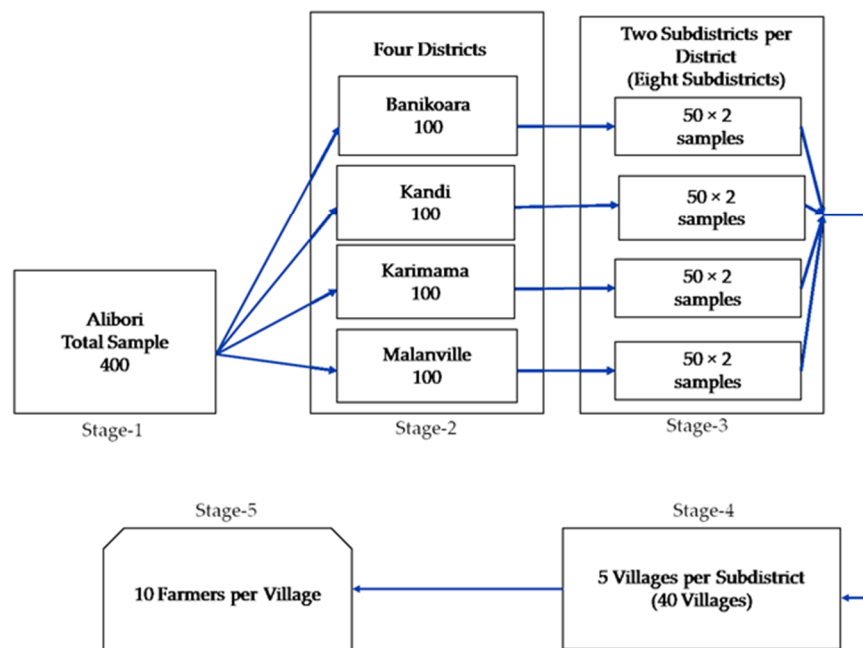 Four Districts
Two Subdistricts per
District
(Eight Subdistricts)
Banikoara
100
50 × 2
samples
Kandi
100
50 × 2
samples
Alibori
Total Sample
400
Karimama
100
50 × 2
samples
Malanville
100
50 × 2
samples
Stage-1
Stage-2
Stage-3
Stage-5
Stage-4
10 Farmers per Village
5 Villages per Subdistrict
(40 Villages)